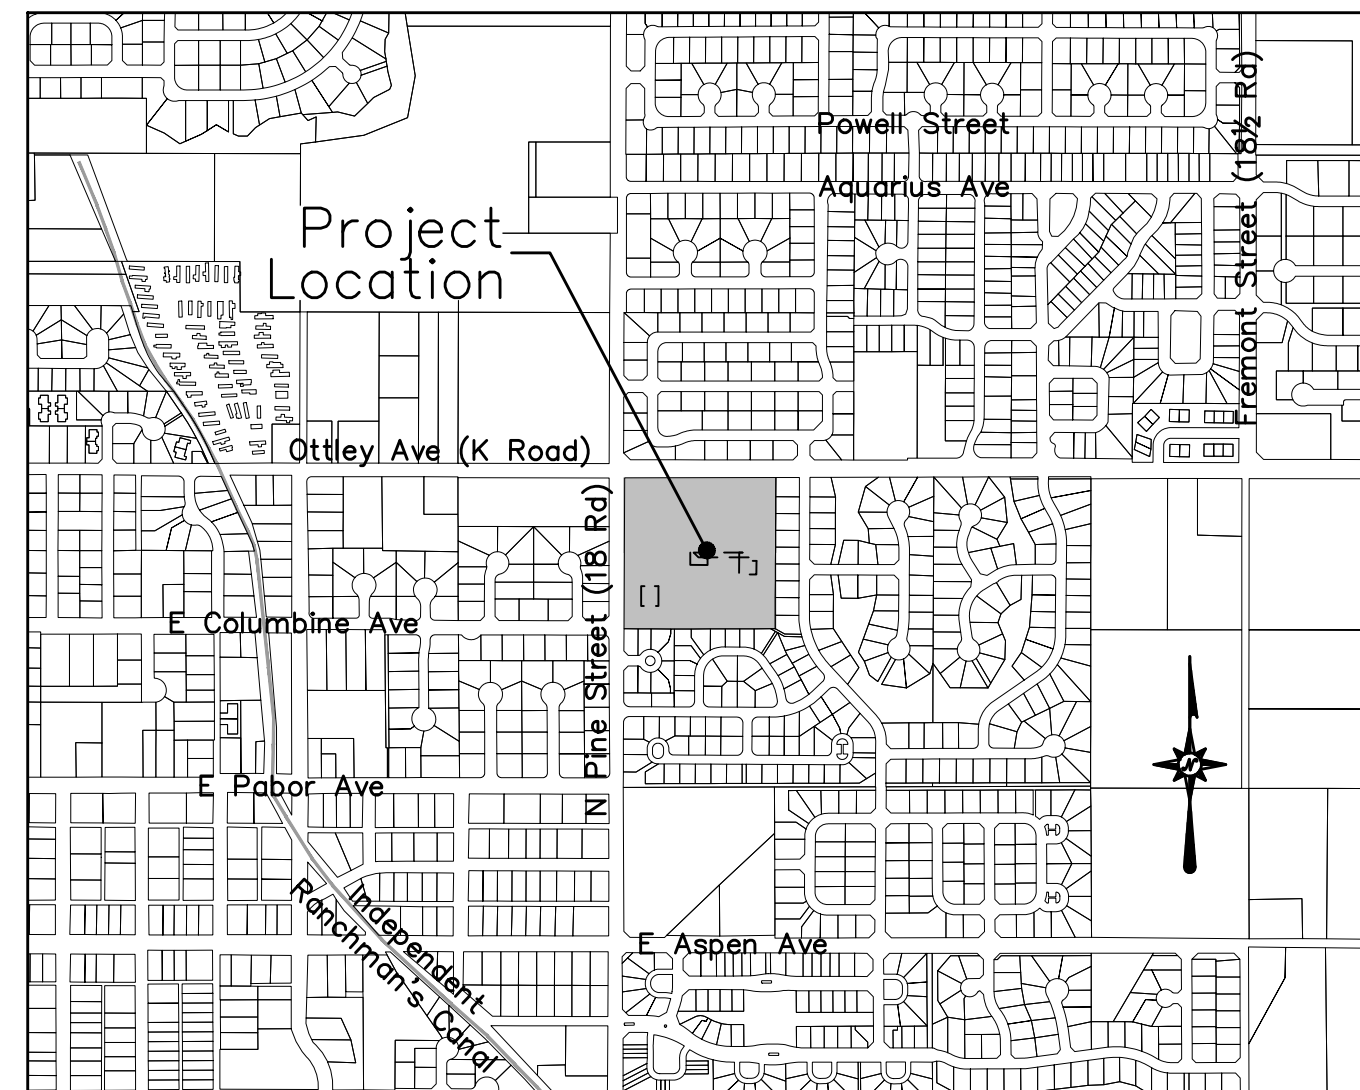 Powell Street
Aquarius Ave
Fremont Street (18½ Rd)
Project
Location
Ottley Ave (K Road)
N Pine Street (18 Rd)
E Columbine Ave
E Pabor Ave
Independent
Ranchman's Canal
E Aspen Ave
N